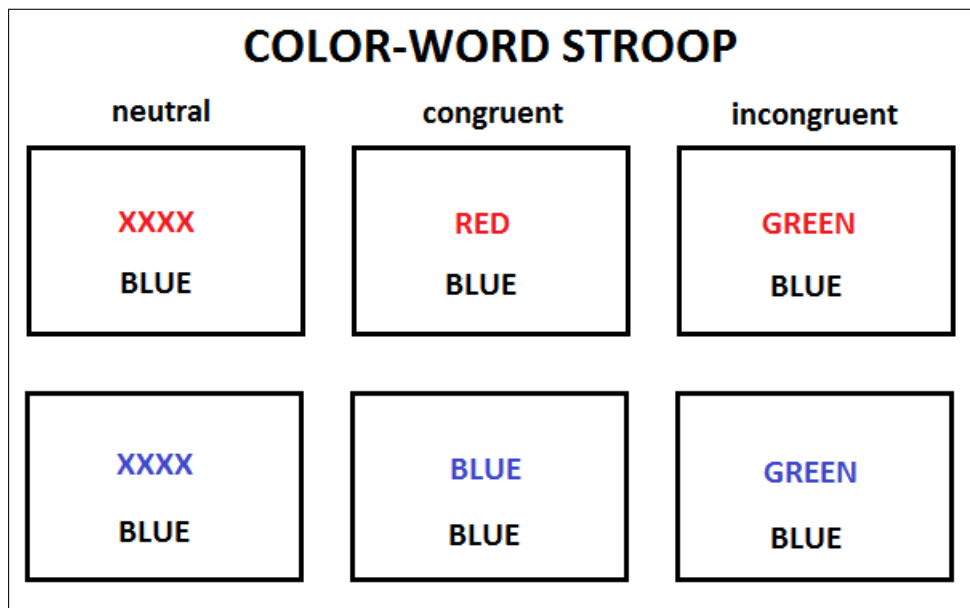 COLOR-WORD STROOP
neutral congruent incongruent
XXXX RED GREEN
BLUE BLUE BLUE
XXXX BLUE GREEN
BLUE BLUE BLUE